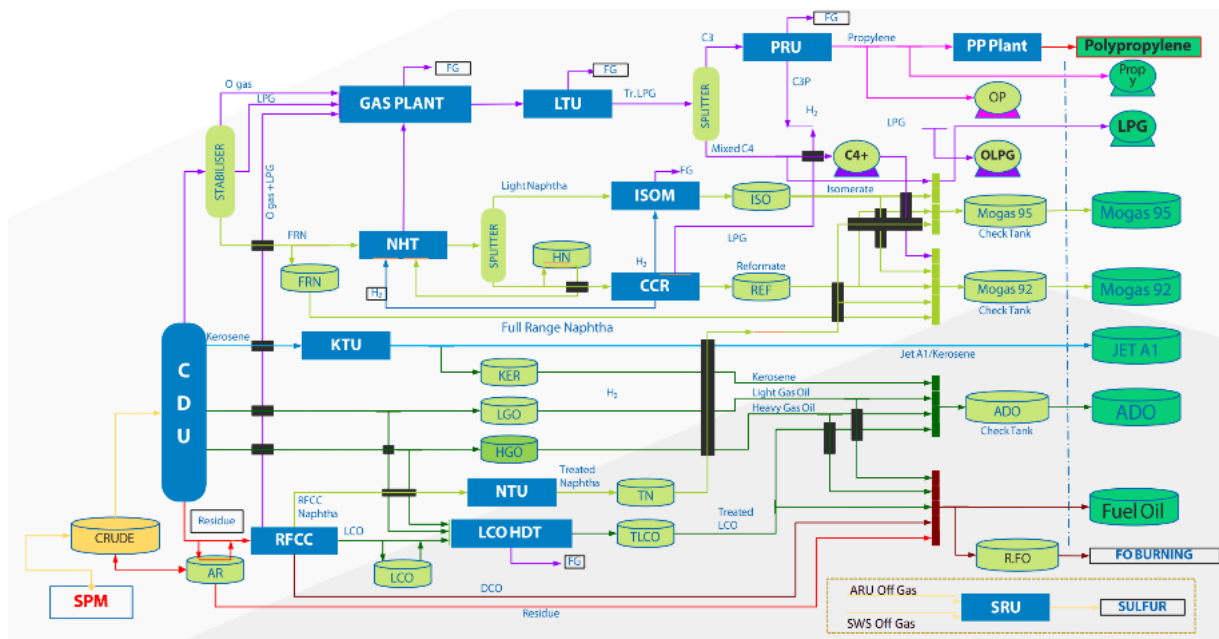 FG
C3
PRU
Propylene
PP Plant
Polypropylene
O gas
FG
FG
Prop
y
LPG
GAS PLANT
LTU
Tr.LPG
SPLITTER
C3P
OP
H₂
LPG
LPG
STABILISER
Mixed C4
C4+
OLPG
O gas +LPG
FG
Light Naphtha
ISOM
ISO
Isomerate
Mogas 95
Mogas 95
Check Tank
FRN
NHT
SPLITTER
LPG
HN
H₂
Reformate
FRN
H₂
CCR
REF
Mogas 92
Mogas 92
Check Tank
Full Range Naphtha
Kerosene
KTU
Jet A1/Kerosene
JET A1
CDU
KER
Kerosene
H₂
Light Gas Oil
LGO
Heavy Gas Oil
ADO
ADO
Check Tank
HGO
Treated
Naphtha
RFCC
Naphtha
NTU
TN
Residue
Treated
LCO
Fuel Oil
CRUDE
RFCC
LCO
LCO HDT
TLCO
AR
LCO
FG
R.FO
FO BURNING
DCO
SPM
Residue
ARU Off Gas
SRU
SULFUR
SWS Off Gas